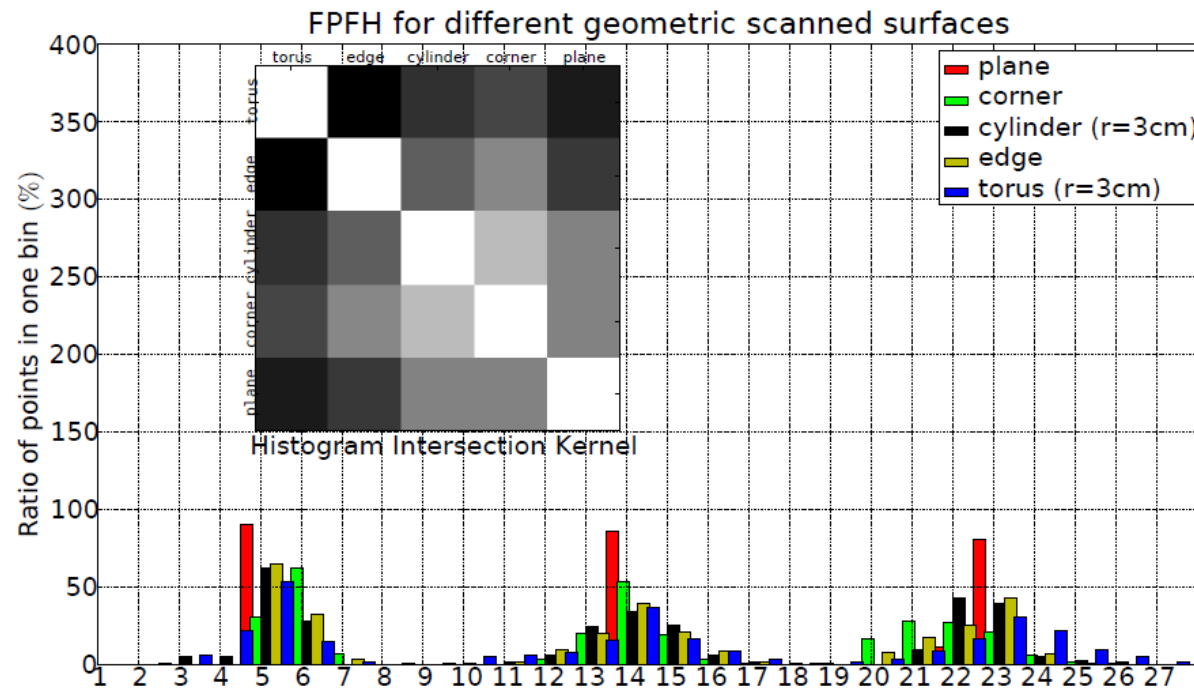 FPFH for different geometric scanned surfaces
400
350
300
250
200
150
100
50
0
Ratio of points in one bin (%)
torus edge cylinder corner plane
torus
edge
cylinder
corner
plane
Histogram Intersection Kernel
plane
corner
cylinder (r=3cm)
edge
torus (r=3cm)
1 2 3 4 5 6 7 8 9 10 11 12 13 14 15 16 17 18 19 20 21 22 23 24 25 26 27